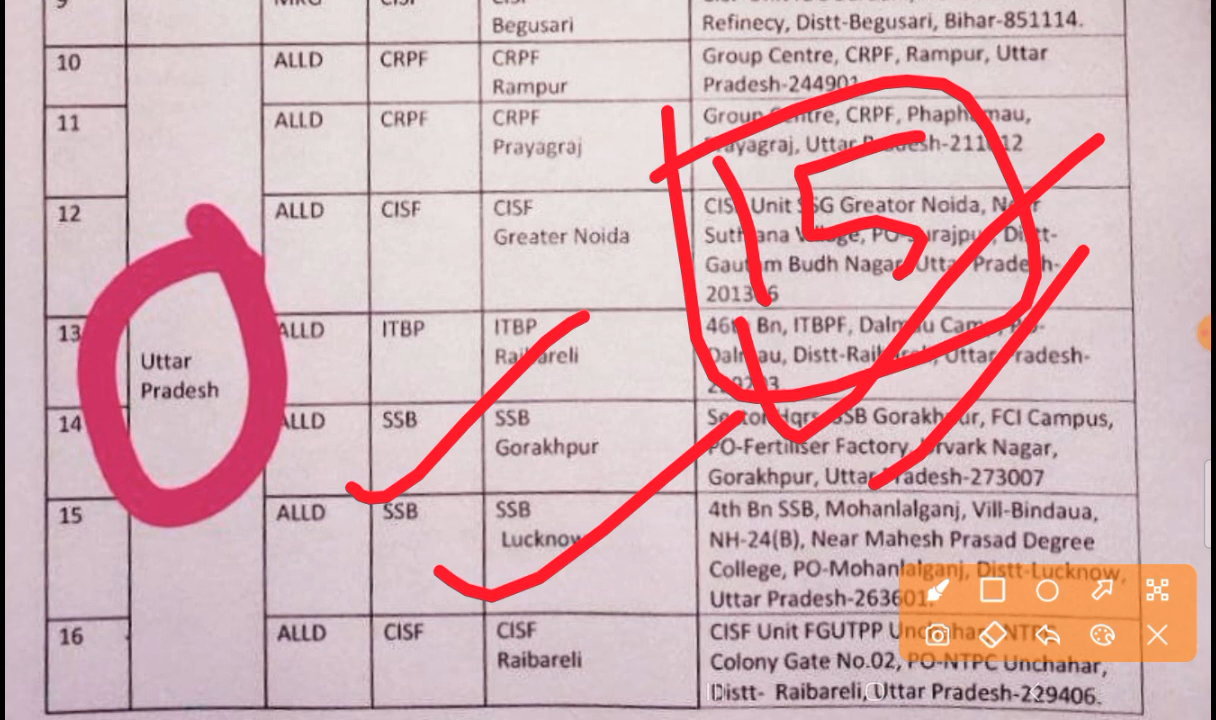 9 MRG CISF CISF
Begusari Refinecy, Distt-Begusari, Bihar-851114.
10 ALLD CRPF CRPF Group Centre, CRPF, Rampur, Uttar
Rampur Pradesh-244901
11 ALLD CRPF CRPF Group Centre, CRPF, Phaphamau,
Prayagraj Prayagraj, Uttar Pradesh-211012
12 ALLD CISF CISF CISF Unit SSG Greator Noida, Near
Greater Noida Suthyana Village, PO-Surajpur, Distt-
Gautam Budh Nagar, Uttar Pradesh-
201306
13 ALLD ITBP ITBP 46th Bn, ITBPF, Dalmau Camp, PO-
Raibareli Dalmau, Distt-Raibareli, Uttar Pradesh-
Uttar
Pradesh
14 ALLD SSB SSB Sector Hqrs, SSB Gorakhpur, FCI Campus,
Gorakhpur PO-Fertiliser Factory, Urvark Nagar,
Gorakhpur, Uttar Pradesh-273007
15 ALLD SSB SSB 4th Bn SSB, Mohanlalganj, Vill-Bindaua,
Lucknow NH-24(B), Near Mahesh Prasad Degree
College, PO-Mohanlalganj, Distt-Lucknow,
Uttar Pradesh-263601.
16 ALLD CISF CISF CISF Unit FGUTPP Unchahar, NTPC
Raibareli Colony Gate No.02, PO-NTPC Unchahar,
Distt- Raibareli, Uttar Pradesh-229406.
15